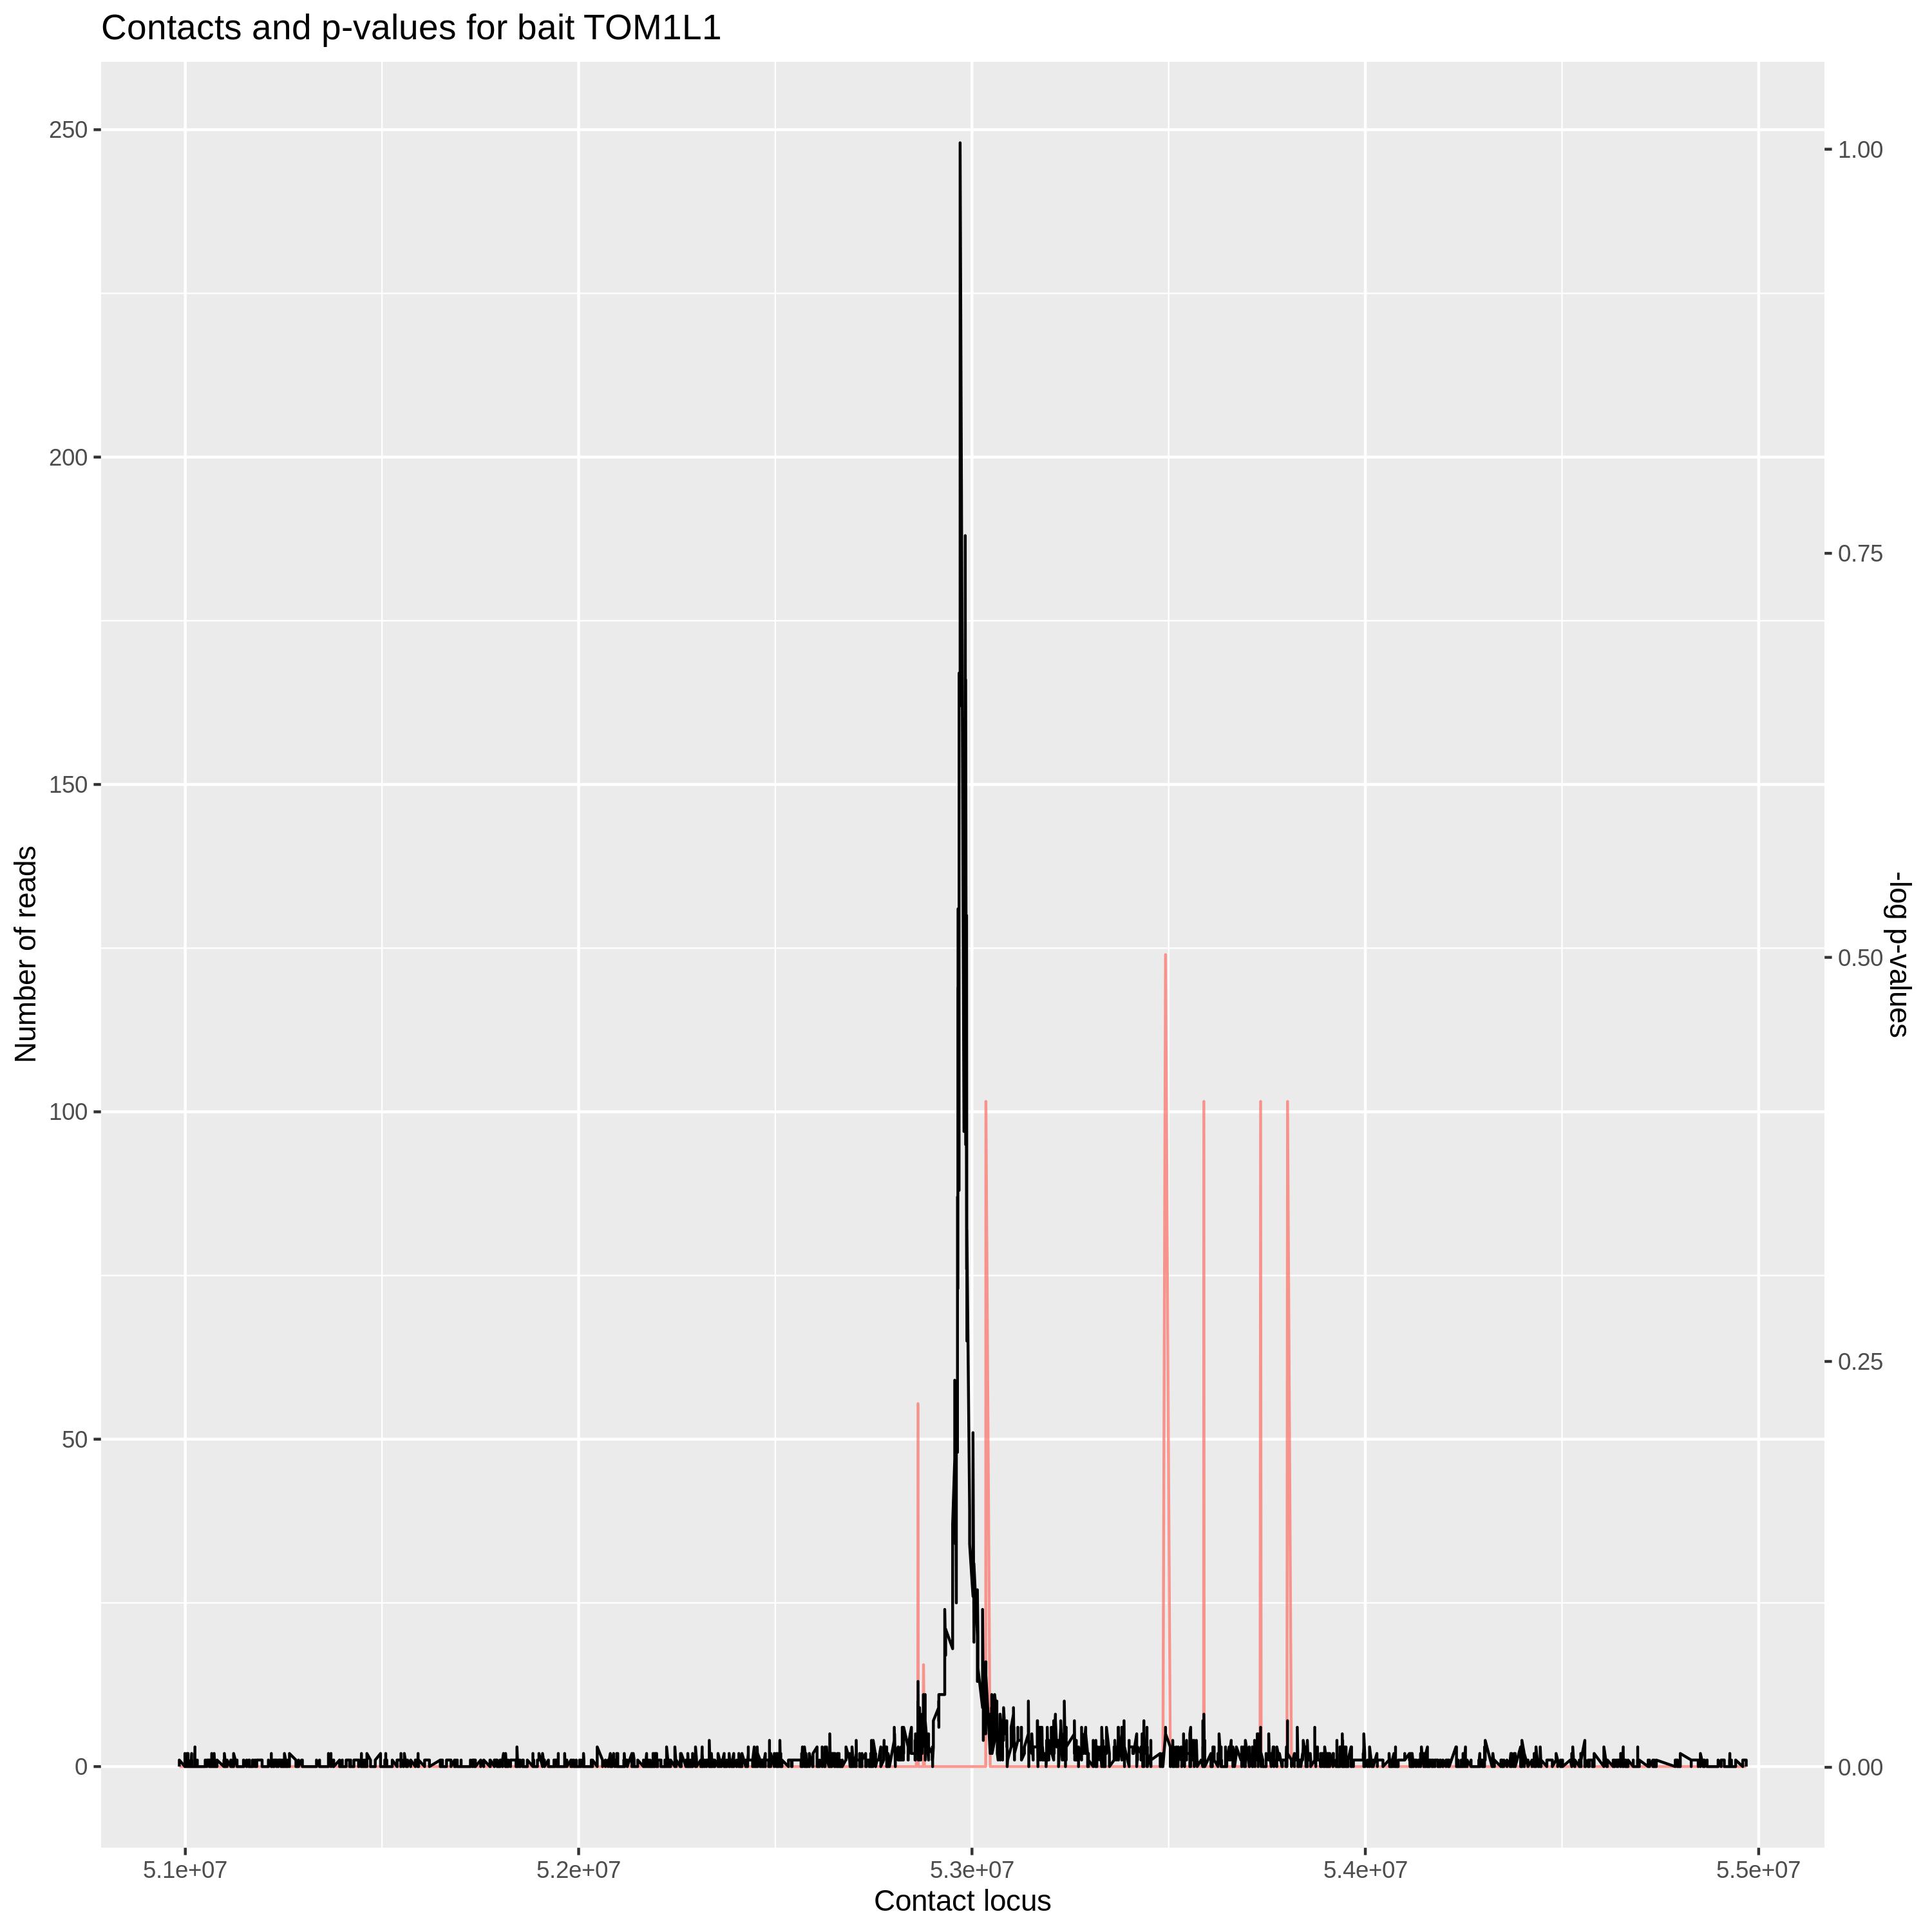 Contacts and p-values for bait TOM1L1
250
200
150
100
50
0
Number of reads
1.00
0.75
0.50
0.25
0.00
-log p-values
5.1e+07
5.2e+07
5.3e+07
5.4e+07
5.5e+07
Contact locus